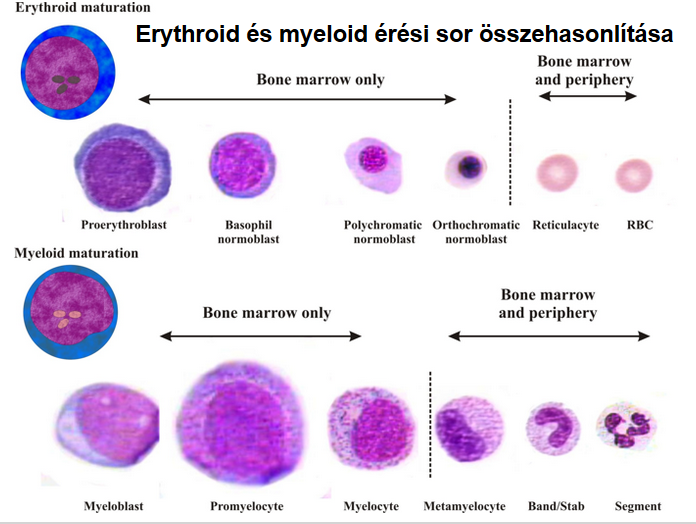 Erythroid maturation
Erythroid és myeloid érési sor összehasonlítása
Bone marrow only
Bone marrow
and periphery
Proerythroblast
Basophil
normoblast
Polychromatic
normoblast
Orthochromatic
normoblast
Reticulacyte
RBC
Myeloid maturation
Bone marrow only
Bone marrow
and periphery
Myeloblast
Promyelocyte
Myelocyte
Metamyelocyte
Band/Stab
Segment